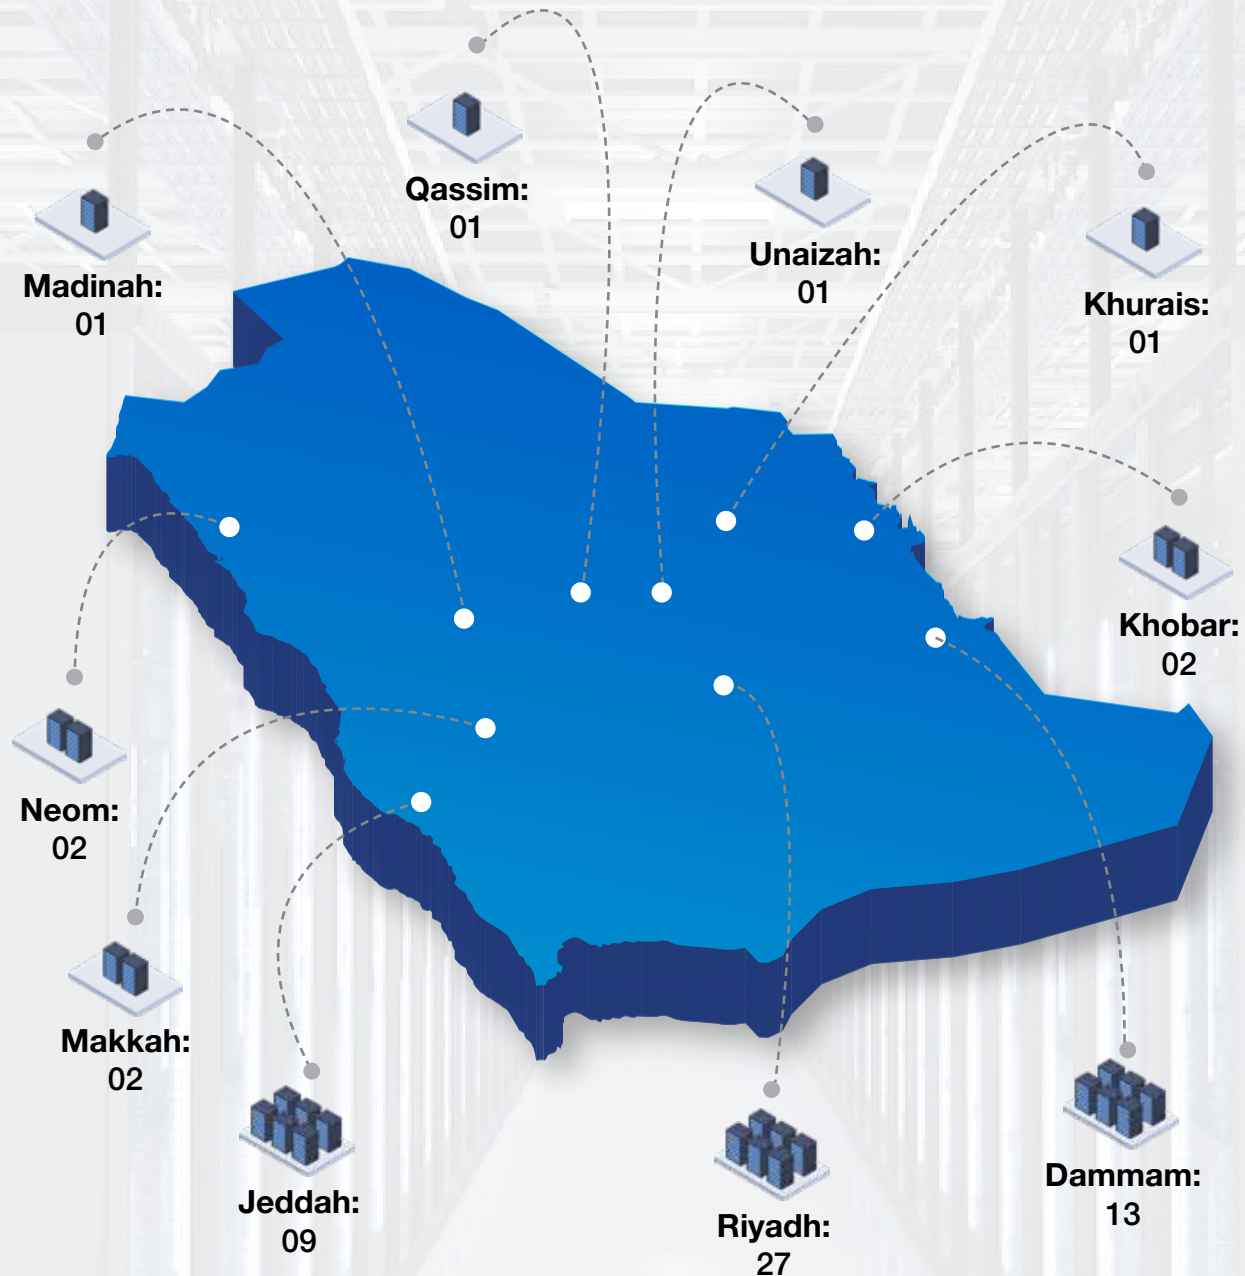 Qassim:
01
Unaizah:
01
Madinah:
01
Khurais:
01
Khobar:
02
Neom:
02
Makkah:
02
Jeddah:
09
Riyadh:
27
Dammam:
13